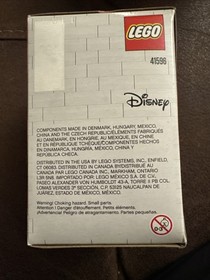 LEGO
41596
Disney
COMPONENTS MADE IN DENMARK, HUNGARY, MEXICO,
CHINA AND THE CZECH REPUBLIC/ÉLÉMENTS FABRIQUÉS
AU DANEMARK, EN HONGRIE, AU MEXIQUE, EN CHINE ET
EN RÉPUBLIQUE TCHÈQUE/COMPONENTES HECHOS
EN DINAMARCA, HUNGRÍA, MÉXICO, CHINA Y
REPÚBLICA CHECA.
DISTRIBUTED IN THE USA BY LEGO SYSTEMS, INC., ENFIELD,
CT 06083. DISTRIBUTED IN CANADA BY/DISTRIBUÉ AU
CANADA PAR LEGO CANADA INC., MARKHAM, ONTARIO
L3R 5H6. IMPORTADO POR LEGO MÉXICO S.A. DE C.V.
PASEO ALEXANDER VON HUMBOLDT 43-A, TORRE II PB COL.
LOMAS VERDES 3ª SECCIÓN, C.P. 53125 NAUCALPAN DE
JUÁREZ, ESTADO DE MÉXICO, MÉXICO.
Warning! Choking hazard. Small parts.
Attention ! Danger d'étouffement. Petits éléments.
¡Advertencia! Peligro de atragantamiento. Partes pequeñas.